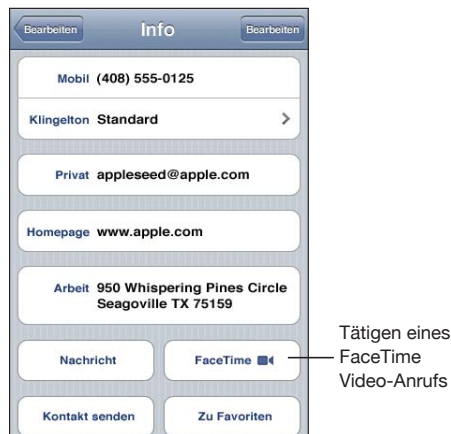 Bearbeiten Info Bearbeiten
Mobil (408) 555-0125
Klingelton Standard
Privat appleseed@apple.com
Homepage www.apple.com
Arbeit 950 Whispering Pines Circle
Seagoville TX 75159
Nachricht FaceTime
Kontakt senden Zu Favoriten
Tätigen eines
FaceTime
Video-Anrufs